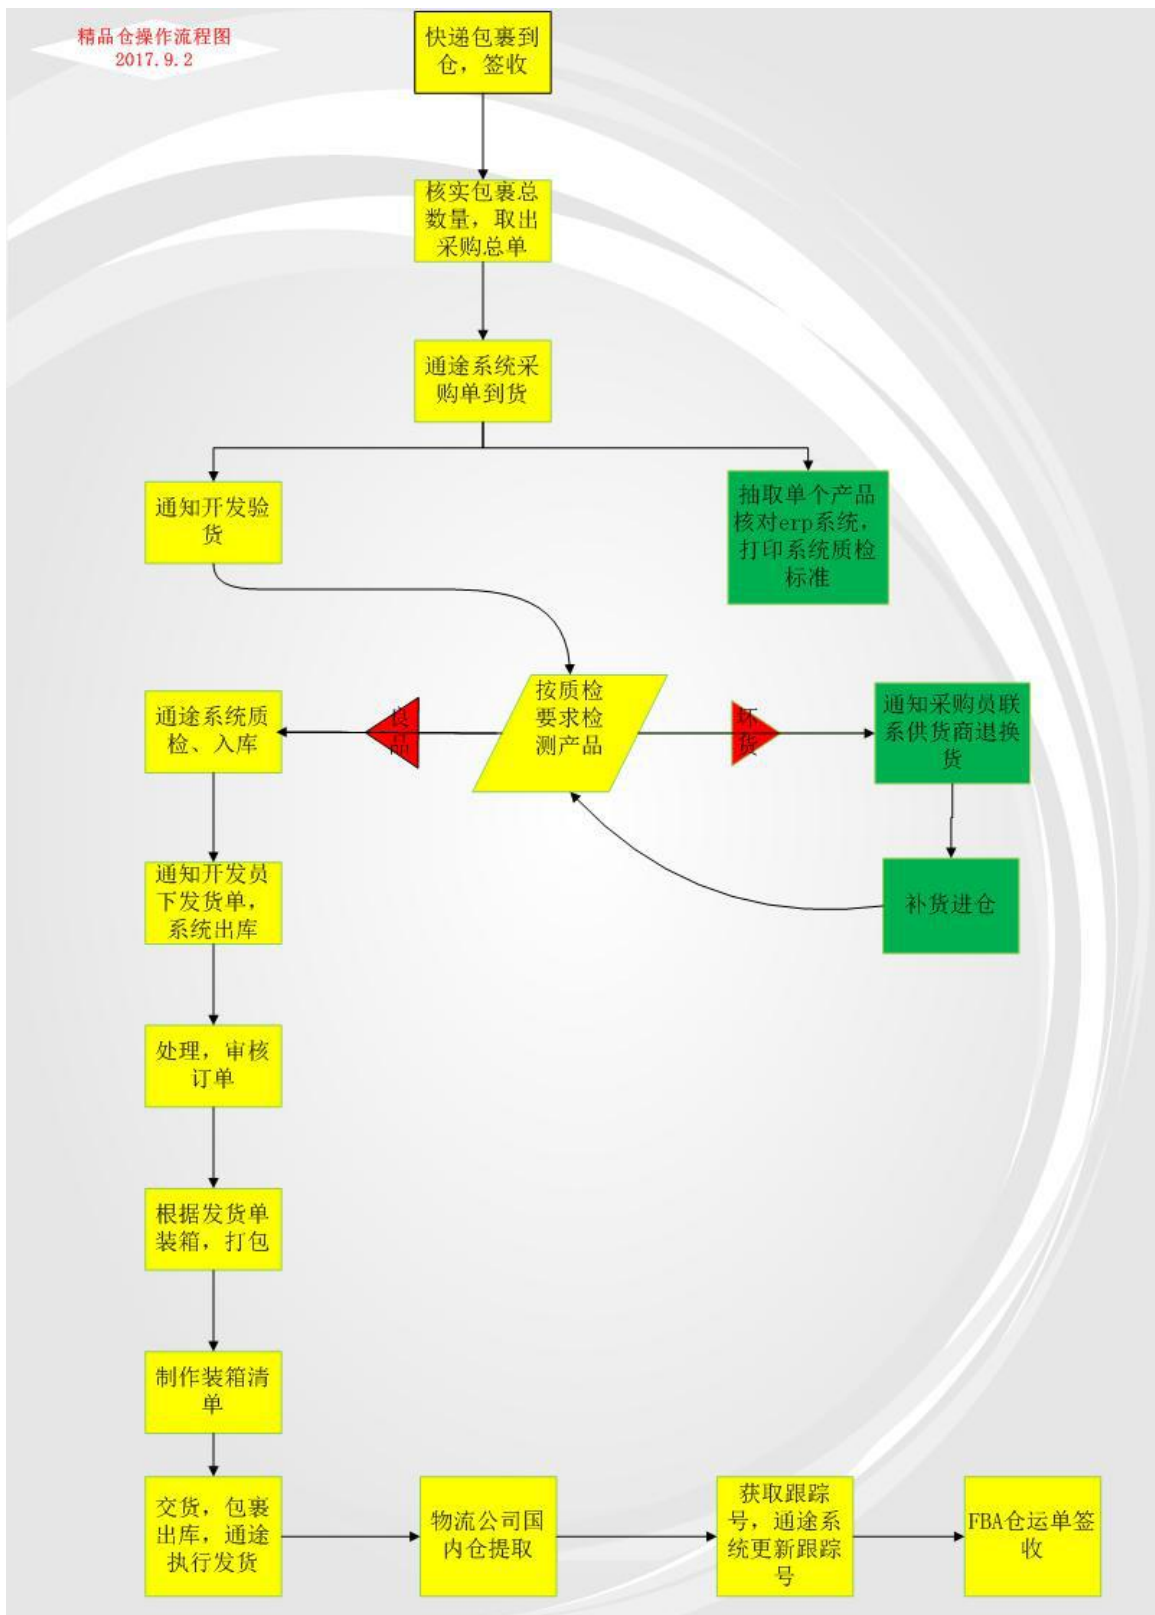 精品仓操作流程图
2017.9.2
快递包裹到
仓，签收
核实包裹总
数量，取出
采购总单
通途系统采
购单到货
通知开发验
货
抽取单个产品
核对erp系统，
打印系统质检
标准
按质检
要求检
测产品
良
品
坏
货
通途系统质
检、入库
通知采购员联
系供货商退换
货
通知开发员
下发货单，
系统出库
补货进仓
处理，审核
订单
根据发货单
装箱，打包
制作装箱清
单
交货，包裹
出库，通途
执行发货
物流公司国
内仓提取
获取跟踪
号，通途系
统更新跟踪
号
FBA仓运单签
收